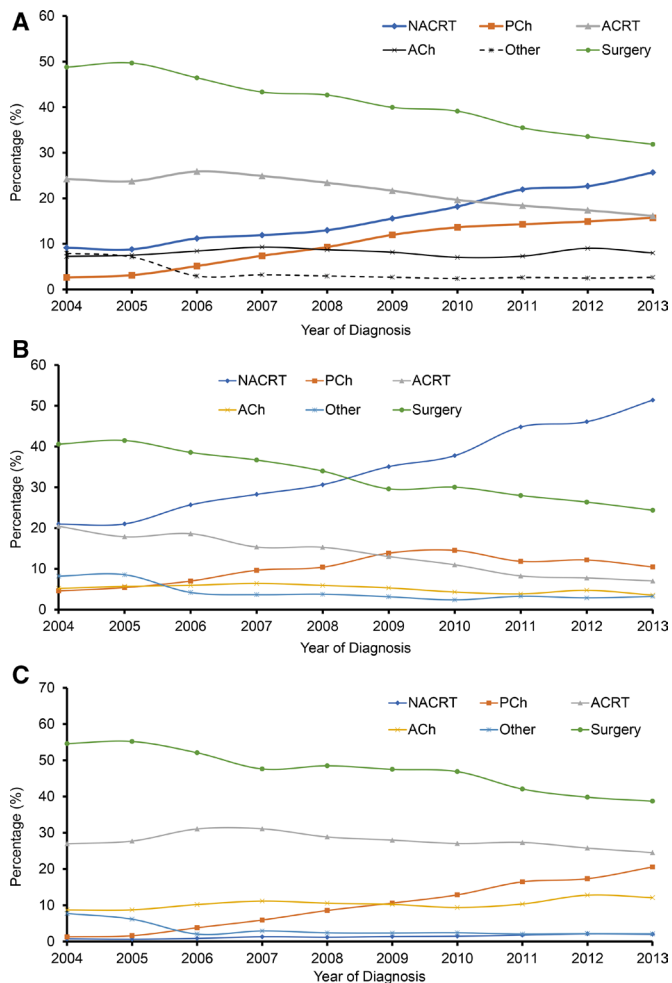 A
60
50
40
30
20
10
0
Percentage (%)
NACRT PCh ACRT
ACh Other Surgery
2004 2005 2006 2007 2008 2009 2010 2011 2012 2013
Year of Diagnosis
B
60
50
40
30
20
10
0
Percentage (%)
NACRT PCh ACRT
ACh Other Surgery
2004 2005 2006 2007 2008 2009 2010 2011 2012 2013
Year of Diagnosis
C
70
60
50
40
30
20
10
0
Percentage (%)
NACRT PCh ACRT
ACh Other Surgery
2004 2005 2006 2007 2008 2009 2010 2011 2012 2013
Year of Diagnosis